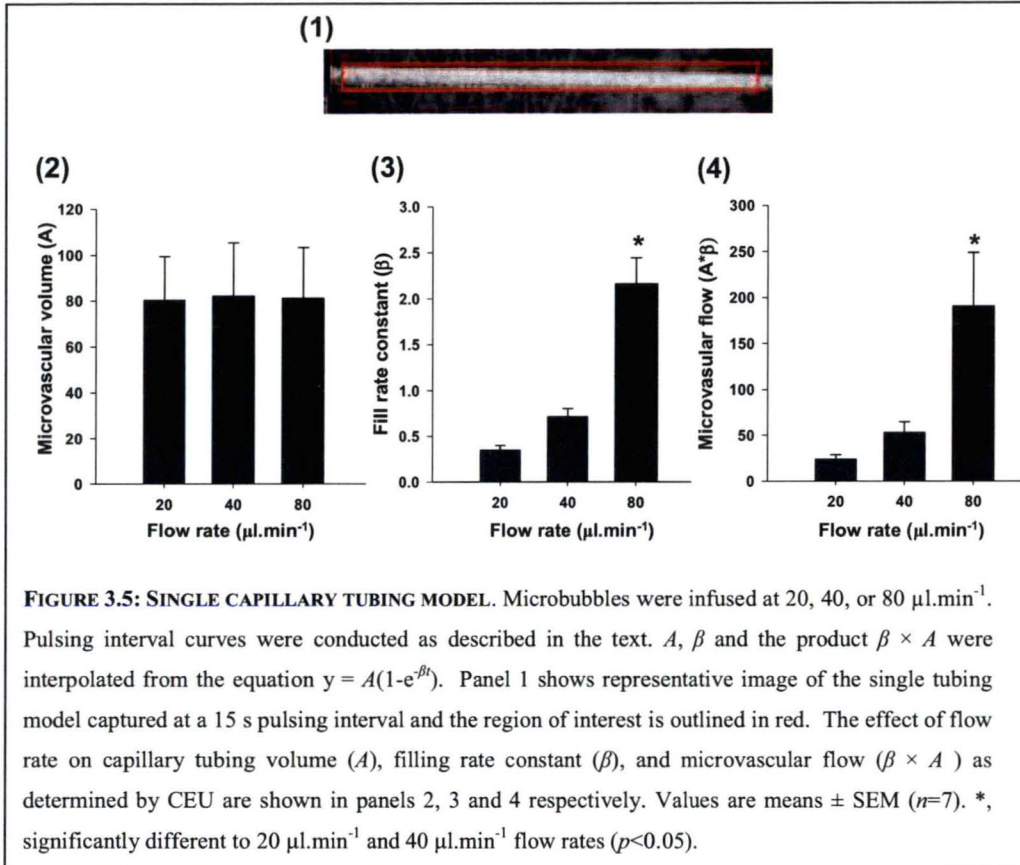 (1)
(2)
120
100
80
60
40
20
0
Microvascular volume (A)
20 40 80
Flow rate (µl.min⁻¹)
(3)
3.0
2.5
2.0
1.5
1.0
0.5
0.0
Fill rate constant (β)
*
20 40 80
Flow rate (µl.min⁻¹)
(4)
300
250
200
150
100
50
0
Microvasular flow (A*β)
*
20 40 80
Flow rate (µl.min⁻¹)
FIGURE 3.5: SINGLE CAPILLARY TUBING MODEL. Microbubbles were infused at 20, 40, or 80 µl.min⁻¹.
Pulsing interval curves were conducted as described in the text. A, β and the product β × A were
interpolated from the equation y = A(1-e⁻ᵝᵗ). Panel 1 shows representative image of the single tubing
model captured at a 15 s pulsing interval and the region of interest is outlined in red. The effect of flow
rate on capillary tubing volume (A), filling rate constant (β), and microvascular flow (β × A ) as
determined by CEU are shown in panels 2, 3 and 4 respectively. Values are means ± SEM (n=7). *,
significantly different to 20 µl.min⁻¹ and 40 µl.min⁻¹ flow rates (p<0.05).